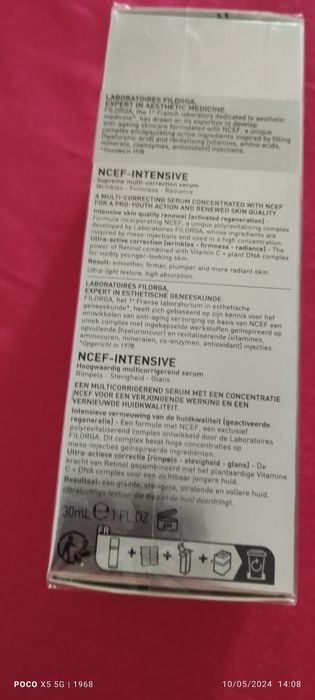 LABORATOIRES FILORGA,
EXPERT IN AESTHETIC MEDICINE
FILORGA, the 1st French laboratory dedicated to aesthetic
medicine*, has drawn on its expertise to develop
anti-ageing skincare formulated with NCEF, a unique
complex encapsulating active ingredients inspired by filling
[hyaluronic acid] and revitalising [vitamins, amino acids,
minerals, coenzymes, antioxidant] injections.
*Founded in 1978
NCEF-INTENSIVE
Supreme multi-correction serum
Wrinkles - Firmness - Radiance
A MULTI-CORRECTING SERUM CONCENTRATED WITH NCEF
FOR A PRO-YOUTH ACTION AND RENEWED SKIN QUALITY.
Intensive skin quality renewal [activated regeneration] -
Formula incorporating NCEF, a unique polyrevitalising complex
developed by Laboratoires FILORGA, whose ingredients are
inspired by meso-injections and used in a high concentration
Ultra-active correction [wrinkles - firmness - radiance] - The
power of Retinol combined with Vitamin C + plant DNA complex
for visibly younger-looking skin.
Result: smoother, firmer, plumper and more radiant skin.
Ultra-light texture, high absorption.
LABORATOIRES FILORGA,
EXPERT IN ESTHETISCHE GENEESKUNDE
FILORGA, het 1e Franse laboratorium in esthetische
geneeskunde*, heeft zich gebaseerd op zijn kennis voor het
ontwikkelen van anti-aging verzorging op basis van NCEF een
uniek complex met ingekapselde werkstoffen geïnspireerd op
opvullende [hyaluronzuur] en revitaliserende [vitamines,
aminozuren, mineralen, co-enzymen, antioxidant] injecties.
*Opgericht in 1978
NCEF-INTENSIVE
Hoogwaardig multicorrigerend serum
Rimpels - Stevigheid - Glans
EEN MULTICORRIGEREND SERUM MET EEN CONCENTRATIE
NCEF VOOR EEN VERJONGENDE WERKING EN EEN
VERNIEUWDE HUIDKWALITEIT.
Intensieve vernieuwing van de huidkwaliteit [geactiveerde
regeneratie] - Een formule met NCEF, een exclusief
polyrevitaliserend complex ontwikkeld door de Laboratoires
FILORGA. Dit complex bevat hoge concentraties op
meso-injecties geïnspireerde ingrediënten.
Ultra-actieve correctie [rimpels - stevigheid - glans] - De
kracht van Retinol gecombineerd met het plantaardige Vitamine
C + DNA complex voor een zichtbaar jongere huid.
Resultaat: een gladde, stevigere, stralende en vollere huid.
Ultraluchtige textuur, die diep in de huid doordringt.
30mL ℮ 1 FL.OZ
FR
POCO X5 5G | 1968
10/05/2024 14:08